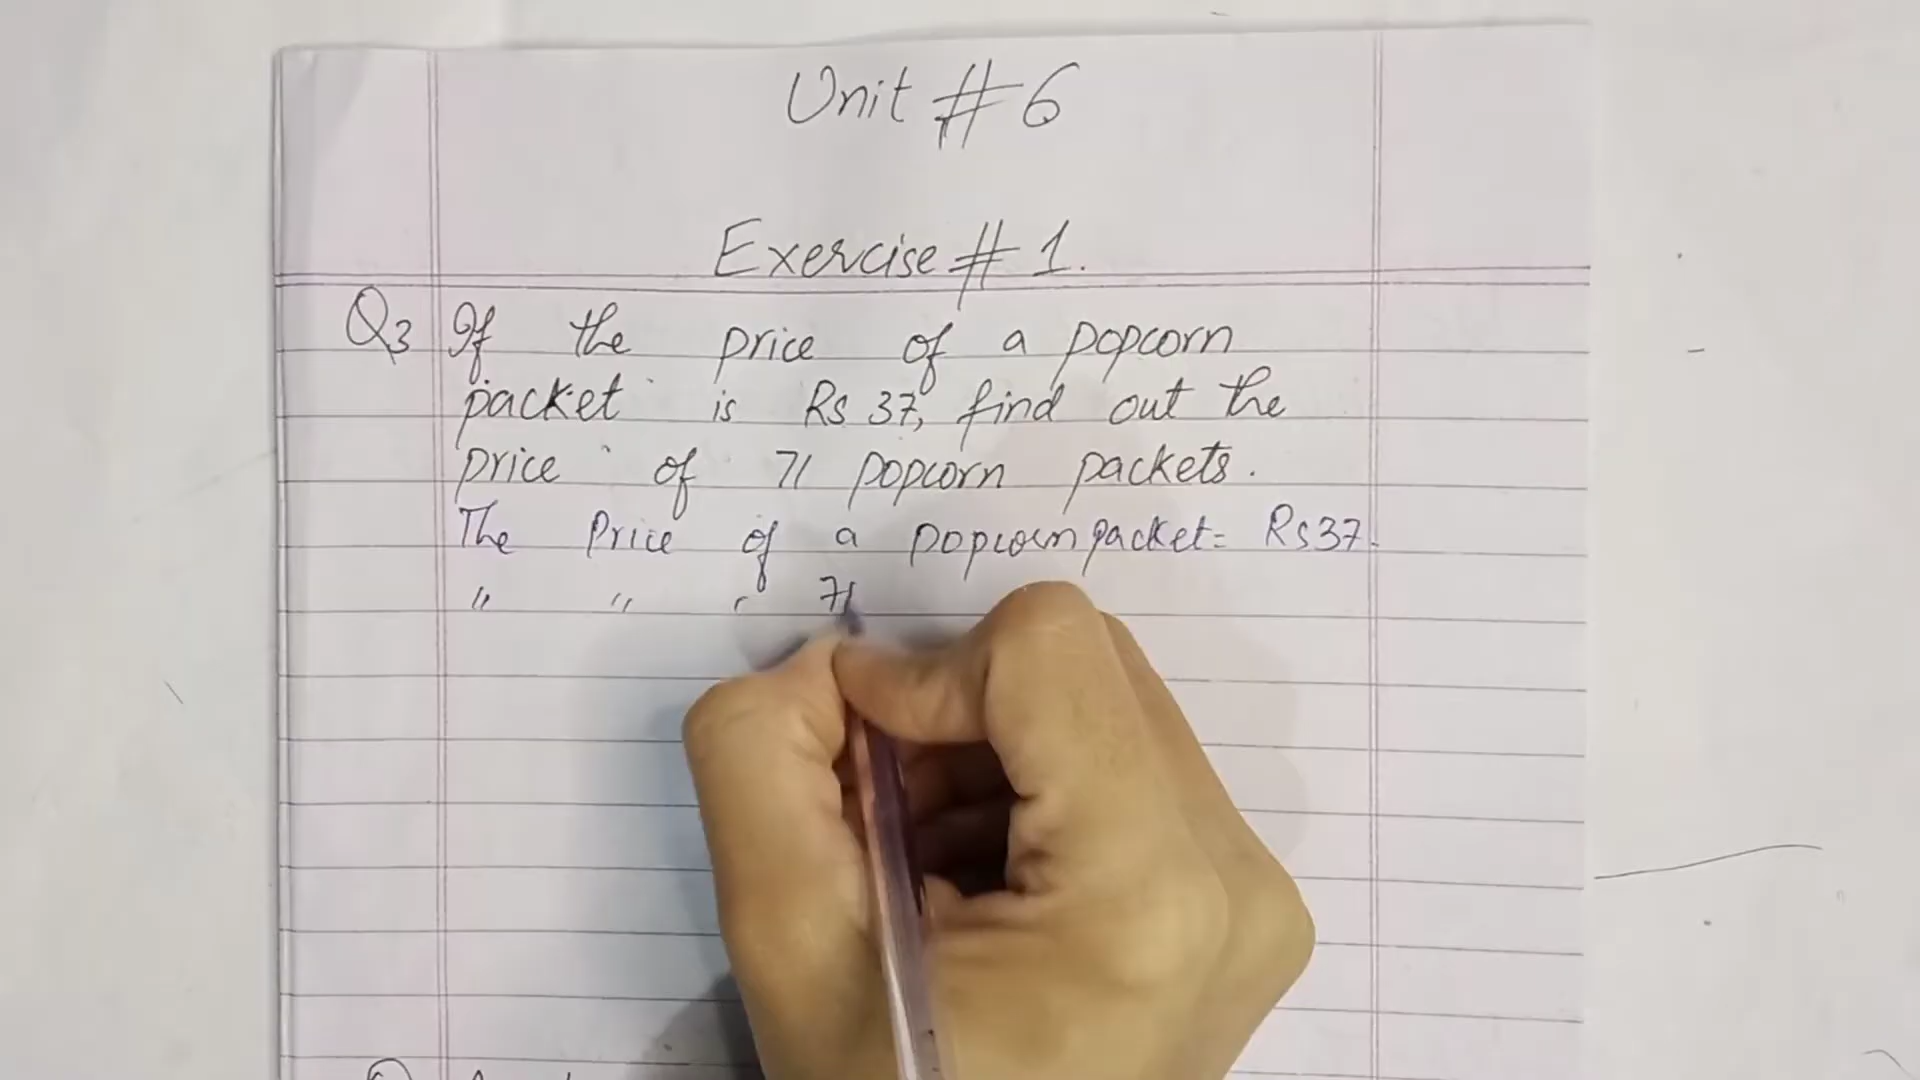 Unit # 6
Exercise # 1.
Q3 If the price of a popcorn
packet is Rs 37, find out the
price of 71 popcorn packets.
The Price of a popcorn packet = Rs 37.
" " " 71